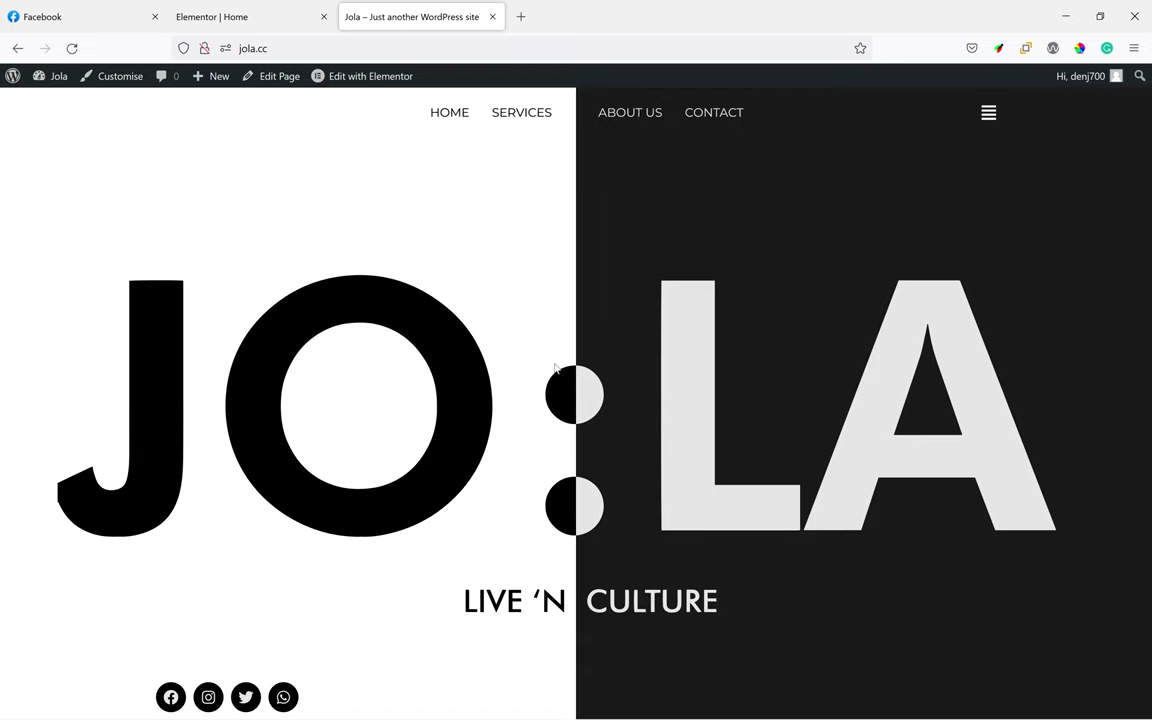 Facebook
Elementor | Home
Jola – Just another WordPress site
jola.cc
Jola
Customise
0
New
Edit Page
Edit with Elementor
Hi, denj700
HOME
SERVICES
ABOUT US
CONTACT
JO:LA
LIVE ‘N CULTURE